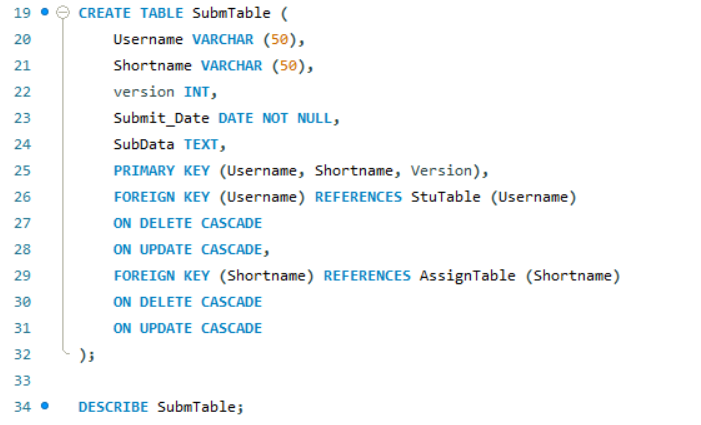 19 CREATE TABLE SubmTable (
20 Username VARCHAR (50),
21 Shortname VARCHAR (50),
22 version INT,
23 Submit_Date DATE NOT NULL,
24 SubData TEXT,
25 PRIMARY KEY (Username, Shortname, Version),
26 FOREIGN KEY (Username) REFERENCES StuTable (Username)
27 ON DELETE CASCADE
28 ON UPDATE CASCADE,
29 FOREIGN KEY (Shortname) REFERENCES AssignTable (Shortname)
30 ON DELETE CASCADE
31 ON UPDATE CASCADE
32 );
33
34 DESCRIBE SubmTable;